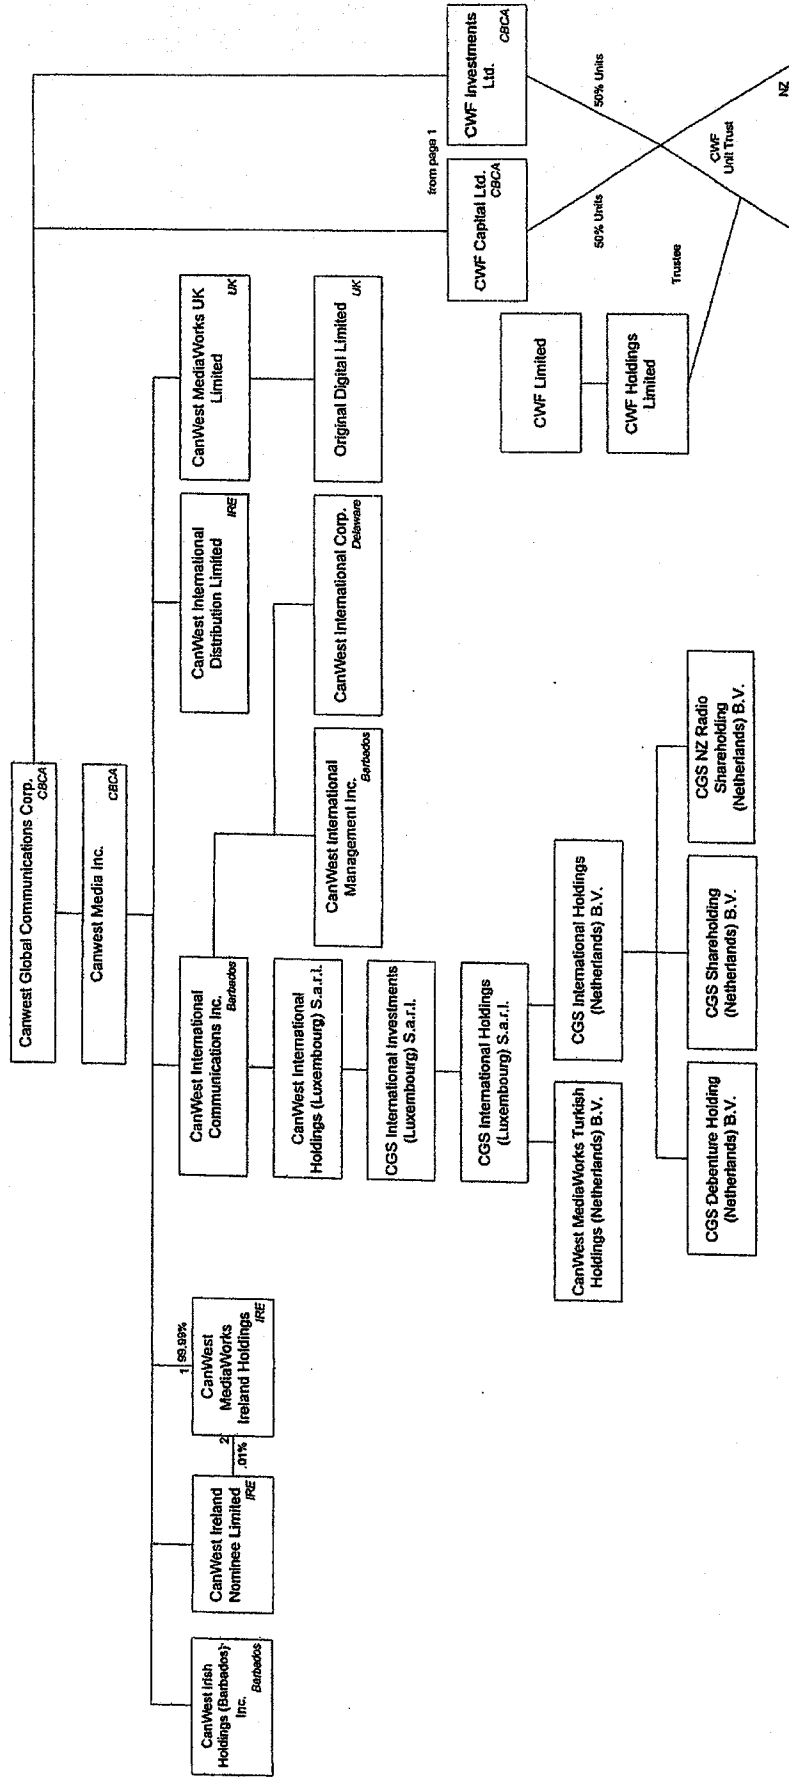 Canwest Global Communications Corp.
CBCA
Canwest Media Inc.
CBCA
CanWest Irish
Holdings (Barbados)
Inc.
Barbados
CanWest Ireland
Nominee Limited
IRE
2
.01%
1 99.99%
CanWest
MediaWorks
Ireland Holdings
IRE
CanWest International
Communications Inc.
Barbados
CanWest International
Distribution Limited
IRE
CanWest MediaWorks UK
Limited
UK
CanWest International
Holdings (Luxembourg) S.a.r.l.
CanWest International
Management Inc.
Barbados
CanWest International Corp.
Delaware
Original Digital Limited
UK
CGS International Investments
(Luxembourg) S.a.r.l.
CGS International Holdings
(Luxembourg) S.a.r.l.
CanWest MediaWorks Turkish
Holdings (Netherlands) B.V.
CGS International Holdings
(Netherlands) B.V.
CGS Debenture Holding
(Netherlands) B.V.
CGS Shareholding
(Netherlands) B.V.
CGS NZ Radio
Shareholding
(Netherlands) B.V.
from page 1
CWF Capital Ltd.
CBCA
CWF Investments
Ltd.
CBCA
CWF Limited
CWF Holdings
Limited
50% Units
50% Units
Trustee
CWF
Unit Trust
NZ